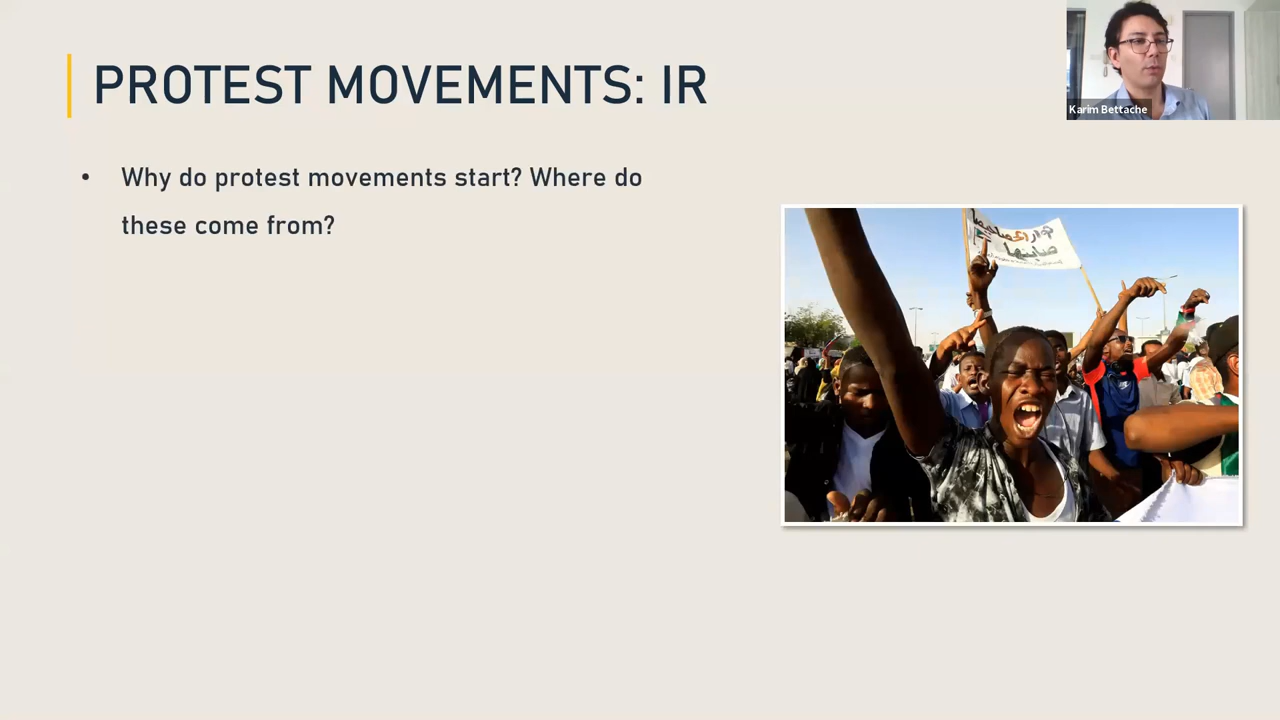 PROTEST MOVEMENTS: IR
Karim Bettache
• Why do protest movements start? Where do
these come from?